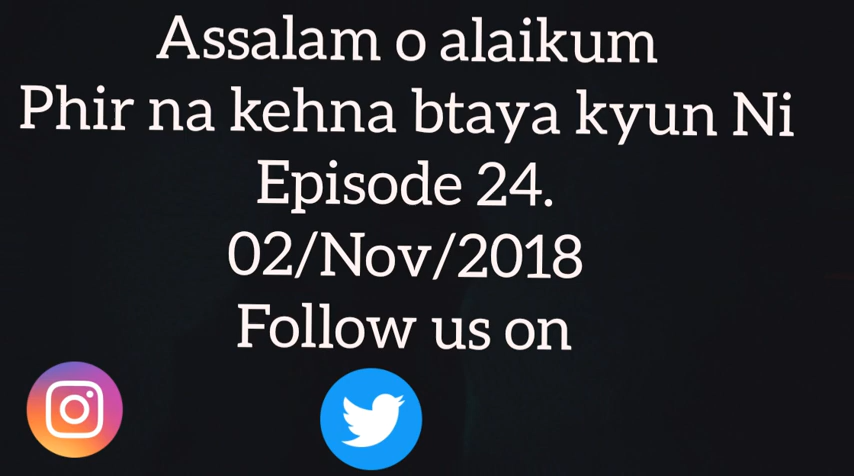 Assalam o alaikum
Phir na kehna btaya kyun Ni
Episode 24.
02/Nov/2018
Follow us on